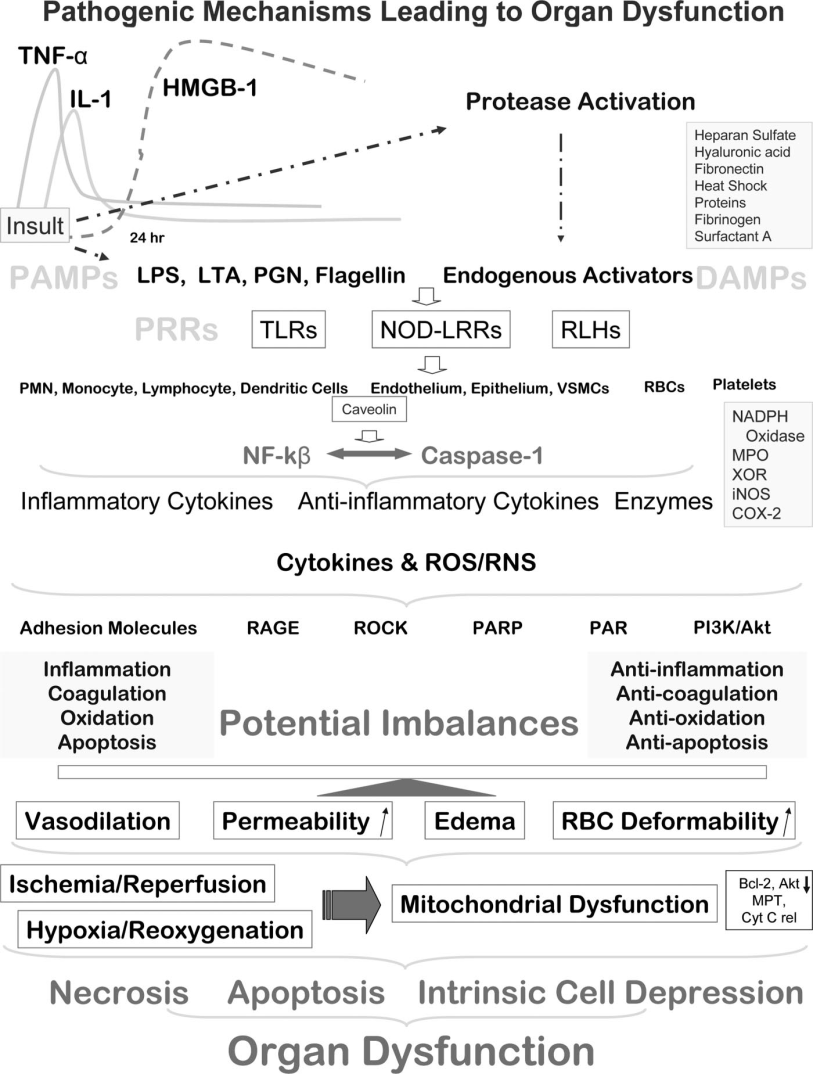 Pathogenic Mechanisms Leading to Organ Dysfunction
TNF-α
IL-1
HMGB-1
Protease Activation
Heparan Sulfate
Hyaluronic acid
Fibronectin
Heat Shock
Proteins
Fibrinogen
Surfactant A
Insult
24 hr
PAMPs
LPS, LTA, PGN, Flagellin
Endogenous Activators
DAMPs
PRRs
TLRs
NOD-LRRs
RLHs
PMN, Monocyte, Lymphocyte, Dendritic Cells
Endothelium, Epithelium, VSMCs
RBCs
Platelets
Caveolin
NADPH
Oxidase
MPO
XOR
iNOS
COX-2
NF-kβ
Caspase-1
Inflammatory Cytokines
Anti-inflammatory Cytokines
Enzymes
Cytokines & ROS/RNS
Adhesion Molecules
RAGE
ROCK
PARP
PAR
PI3K/Akt
Inflammation
Coagulation
Oxidation
Apoptosis
Potential Imbalances
Anti-inflammation
Anti-coagulation
Anti-oxidation
Anti-apoptosis
Vasodilation
Permeability
Edema
RBC Deformability
Ischemia/Reperfusion
Hypoxia/Reoxygenation
Mitochondrial Dysfunction
Bcl-2, Akt
MPT,
Cyt C rel
Necrosis
Apoptosis
Intrinsic Cell Depression
Organ Dysfunction